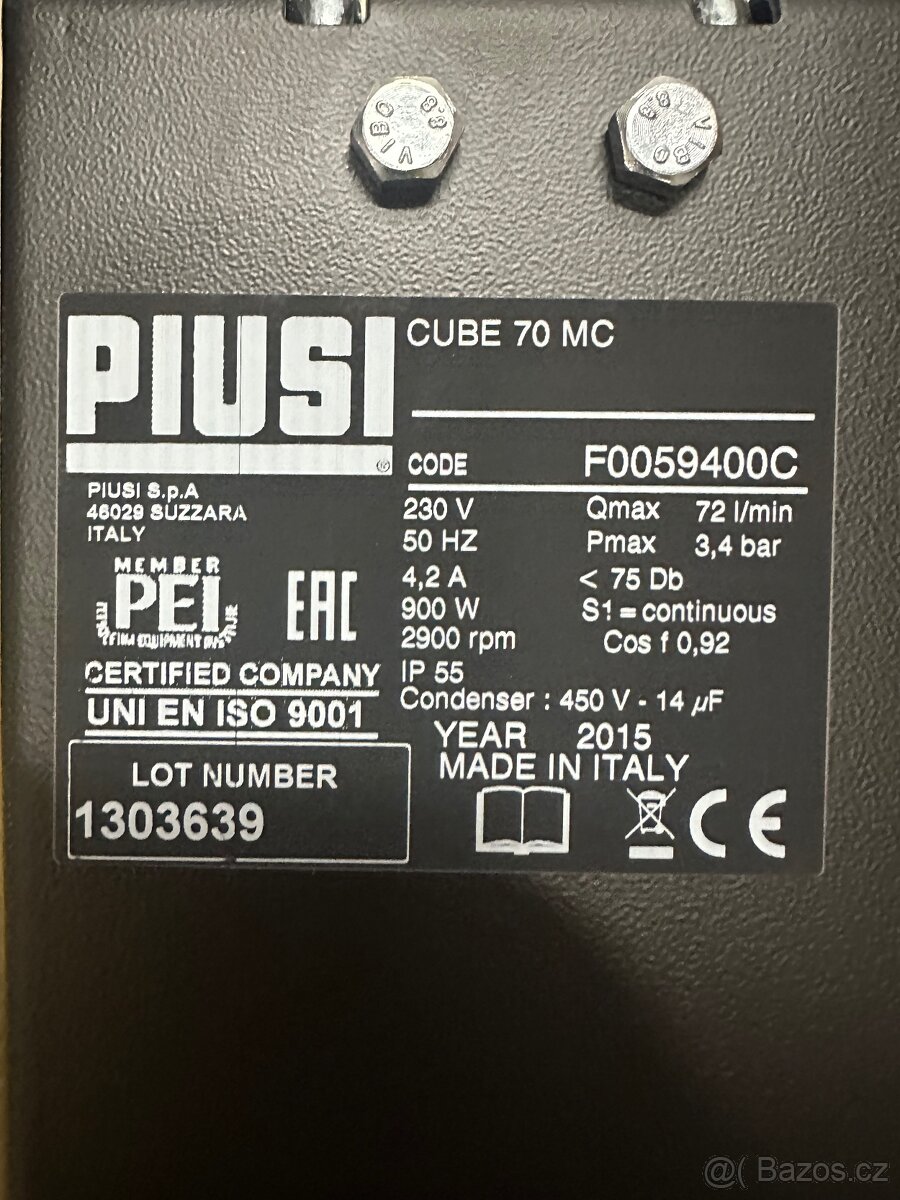 VIBO 8.8
VIBO 8.8
PIUSI
®
CUBE 70 MC
CODE F0059400C
PIUSI S.p.A
46029 SUZZARA
ITALY
MEMBER
PEI
EAC
CERTIFIED COMPANY
UNI EN ISO 9001
LOT NUMBER
1303639
230 V Qmax 72 l/min
50 HZ Pmax 3,4 bar
4,2 A < 75 Db
900 W S1 = continuous
2900 rpm Cos f 0,92
IP 55
Condenser : 450 V - 14 µF
YEAR 2015
MADE IN ITALY
CE
@( Bazos.cz